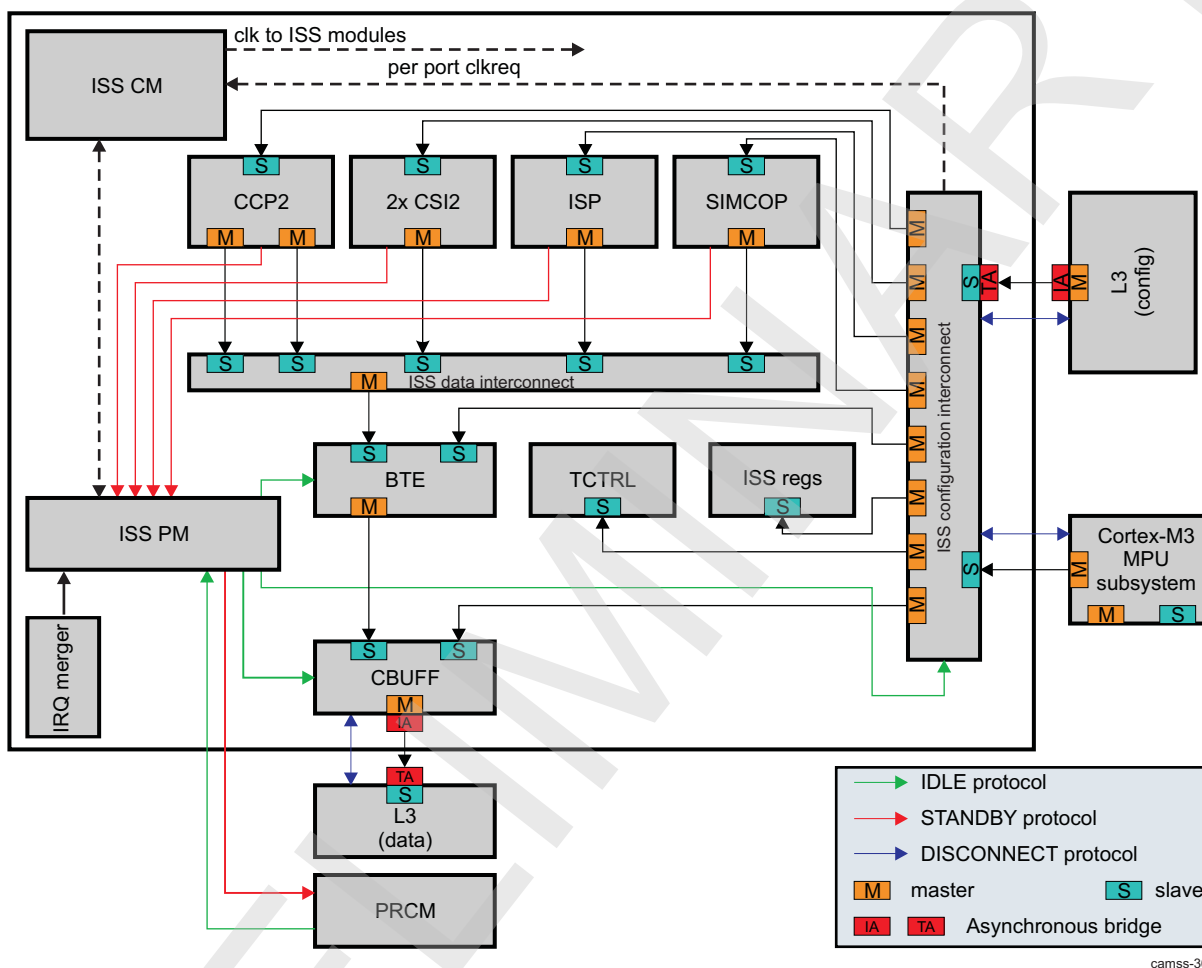 clk to ISS modules
per port clkreq
ISS CM
S
S
S
S
CCP2
2x CSI2
ISP
SIMCOP
M
M
M
M
M
M
M
M
M
M
M
M
M
ISS configuration interconnect
S
TA
IA
M
L3
(config)
S
S
S
S
S
ISS data interconnect
M
S
S
BTE
M
TCTRL
S
ISS regs
S
ISS PM
S
Cortex-M3
MPU
subsystem
M
M
S
IRQ merger
S
S
CBUFF
M
IA
TA
S
L3
(data)
PRCM
IDLE protocol
STANDBY protocol
DISCONNECT protocol
M
master
S
slave
IA
TA
Asynchronous bridge